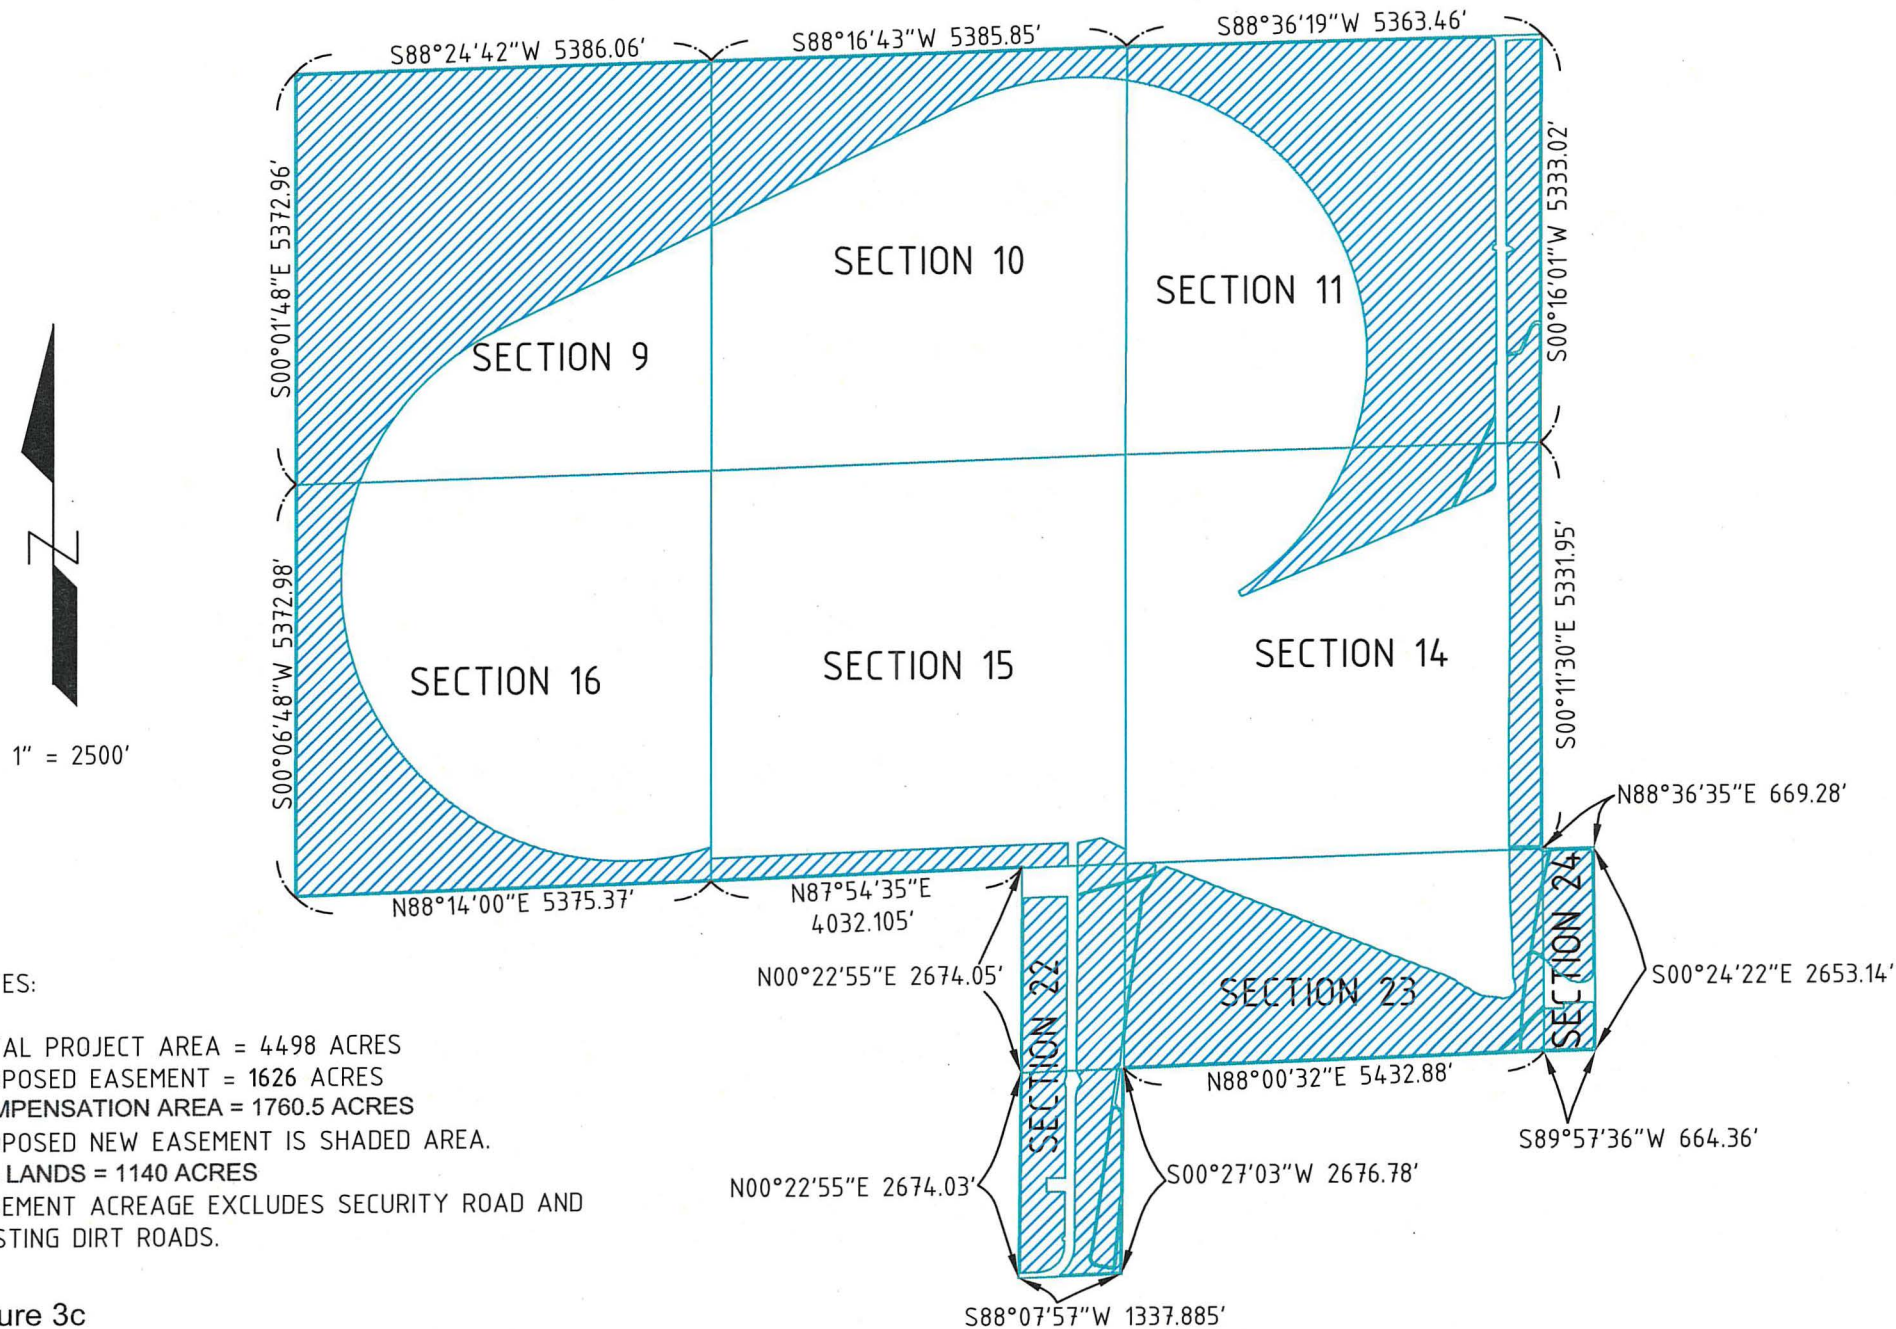 S88°24'42"W 5386.06'
S88°16'43"W 5385.85'
S88°36'19"W 5363.46'
S00°01'48"E 5372.96'
S00°16'01"W 5333.02'
SECTION 10
SECTION 11
SECTION 9
S00°06'48"W 5372.98'
S00°11'30"E 5331.95'
SECTION 16
SECTION 15
SECTION 14
N
1" = 2500'
N88°36'35"E 669.28'
N88°14'00"E 5375.37'
N87°54'35"E
4032.105'
SECTION 24
N00°22'55"E 2674.05'
SECTION 22
SECTION 23
S00°24'22"E 2653.14'
N88°00'32"E 5432.88'
S89°57'36"W 664.36'
N00°22'55"E 2674.03'
S00°27'03"W 2676.78'
S88°07'57"W 1337.885'
ES:
AL PROJECT AREA = 4498 ACRES
POSED EASEMENT = 1626 ACRES
MPENSATION AREA = 1760.5 ACRES
POSED NEW EASEMENT IS SHADED AREA.
LANDS = 1140 ACRES
EMENT ACREAGE EXCLUDES SECURITY ROAD AND
STING DIRT ROADS.
ure 3c